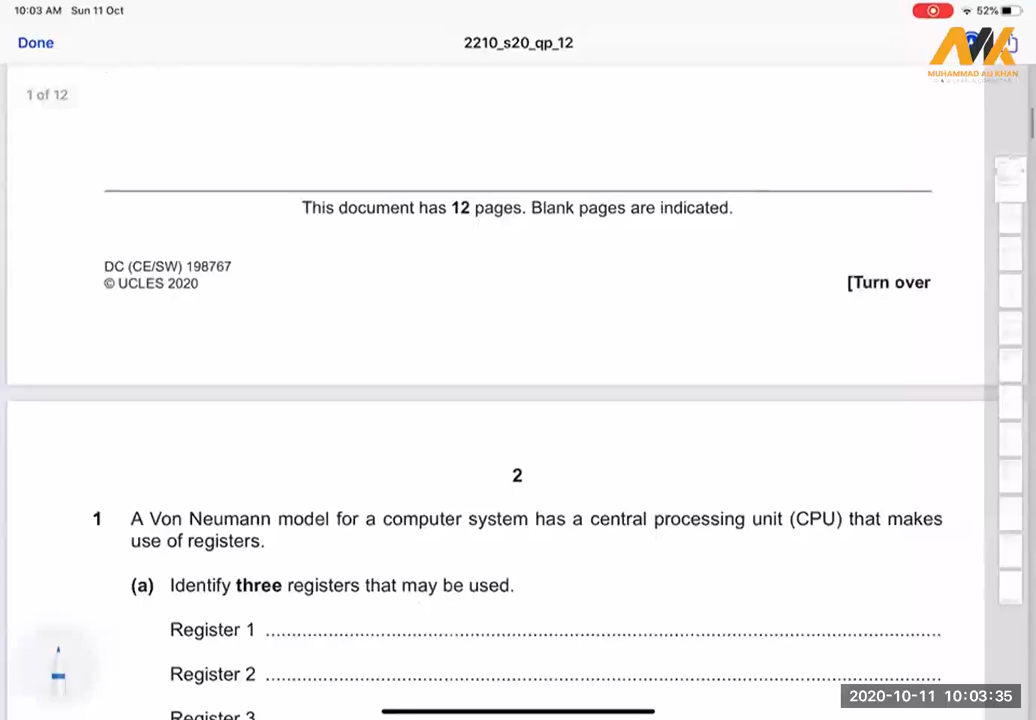 10:03 AM Sun 11 Oct
52%
Done
2210_s20_qp_12
MUHAMMAD ALI KHAN
1 of 12
This document has 12 pages. Blank pages are indicated.
DC (CE/SW) 198767
© UCLES 2020
[Turn over
2
1 A Von Neumann model for a computer system has a central processing unit (CPU) that makes
use of registers.
(a) Identify three registers that may be used.
Register 1
Register 2
Register 3
2020-10-11 10:03:35